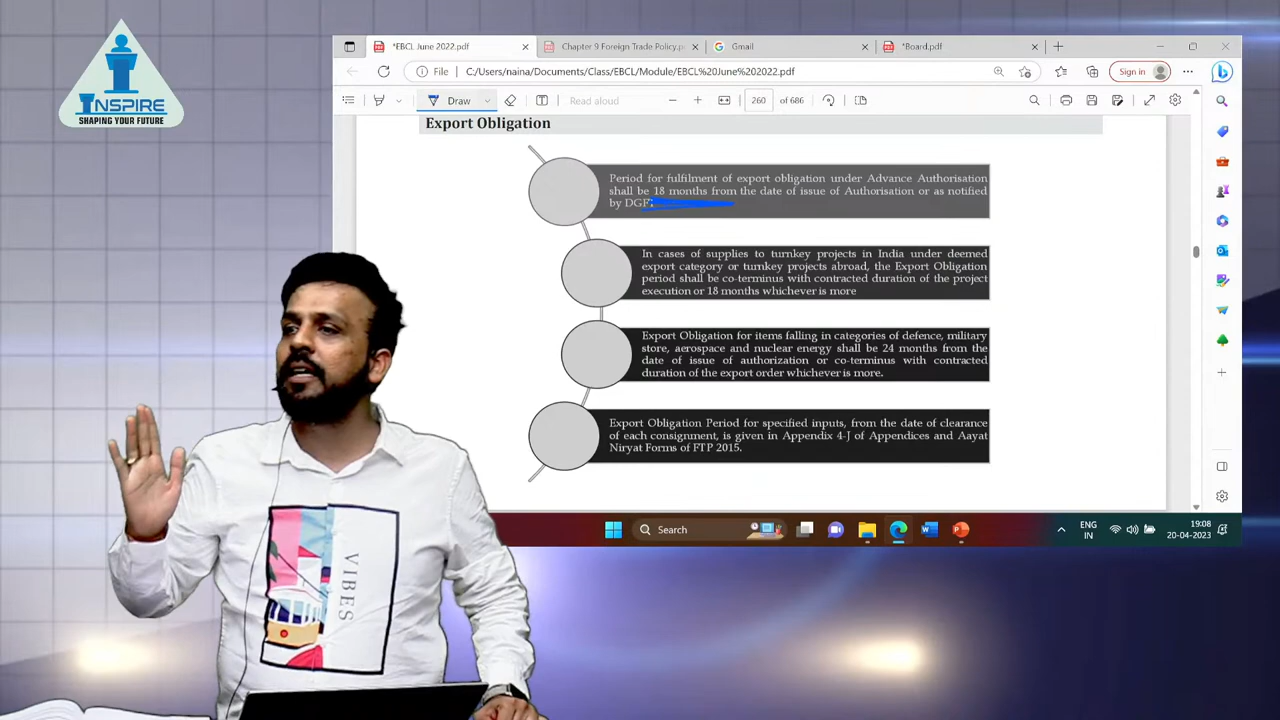 INSPIRE
SHAPING YOUR FUTURE
*EBCL June 2022.pdf
Chapter 9 Foreign Trade Policy.p
Gmail
*Board.pdf
File
C:/Users/naina/Documents/Class/EBCL/Module/EBCL%20June%202022.pdf
Sign in
Draw
Read aloud
260
of 686
Export Obligation
Period for fulfilment of export obligation under Advance Authorisation
shall be 18 months from the date of issue of Authorisation or as notified
by DGFT
In cases of supplies to turnkey projects in India under deemed
export category or turnkey projects abroad, the Export Obligation
period shall be co-terminus with contracted duration of the project
execution or 18 months whichever is more
Export Obligation for items falling in categories of defence, military
store, aerospace and nuclear energy shall be 24 months from the
date of issue of authorization or co-terminus with contracted
duration of the export order whichever is more.
Export Obligation Period for specified inputs, from the date of clearance
of each consignment, is given in Appendix 4-J of Appendices and Aayat
Niryat Forms of FTP 2015.
VIBES
Search
ENG
IN
19:08
20-04-2023